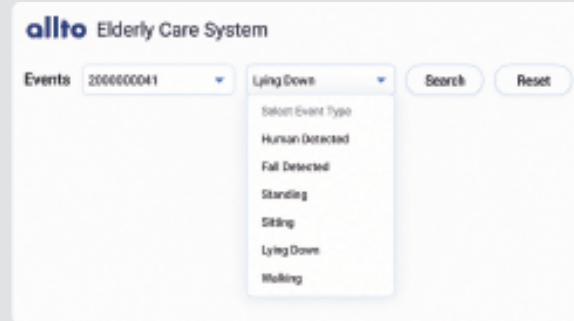 allto Elderly Care System
Events 2000000041 Lying Down Search Reset
Select Event Type
Human Detected
Fall Detected
Standing
Sitting
Lying Down
Walking